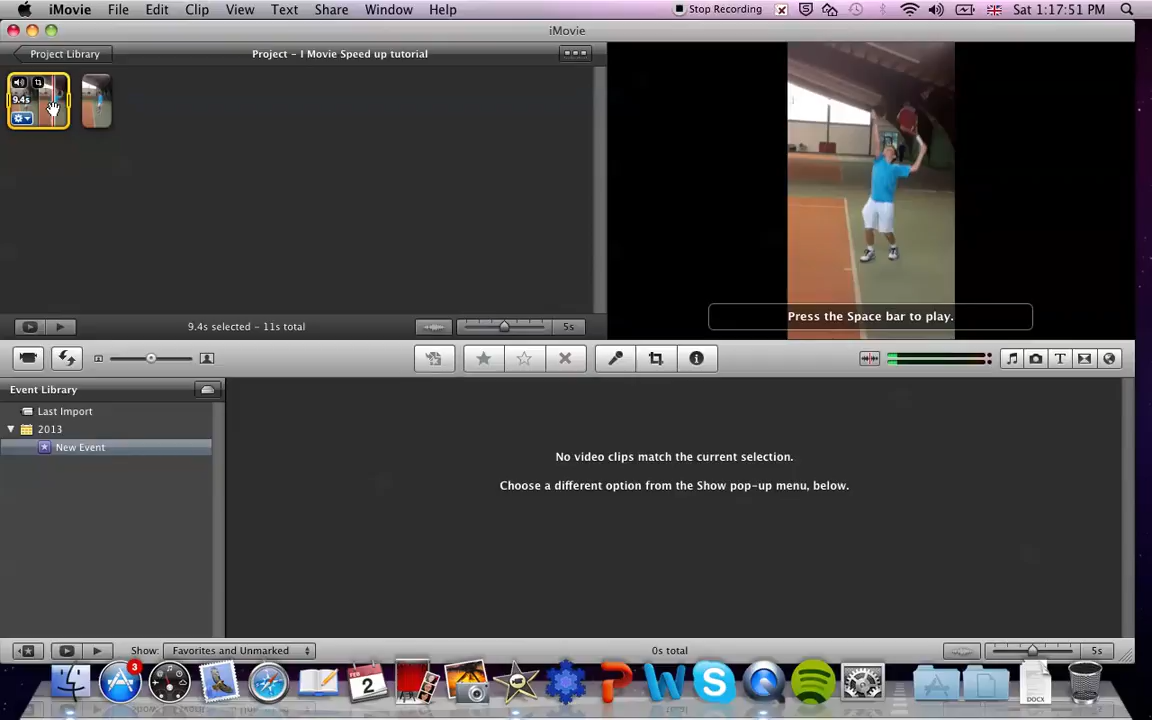 iMovie File Edit Clip View Text Share Window Help Stop Recording Sat 1:17:51 PM
iMovie
Project Library Project - I Movie Speed up tutorial
9.4s
Press the Space bar to play.
9.4s selected - 11s total 5s
Event Library
Last Import
2013
New Event
No video clips match the current selection.
Choose a different option from the Show pop-up menu, below.
Show: Favorites and Unmarked 0s total 5s
3
FEB
2
DOCX